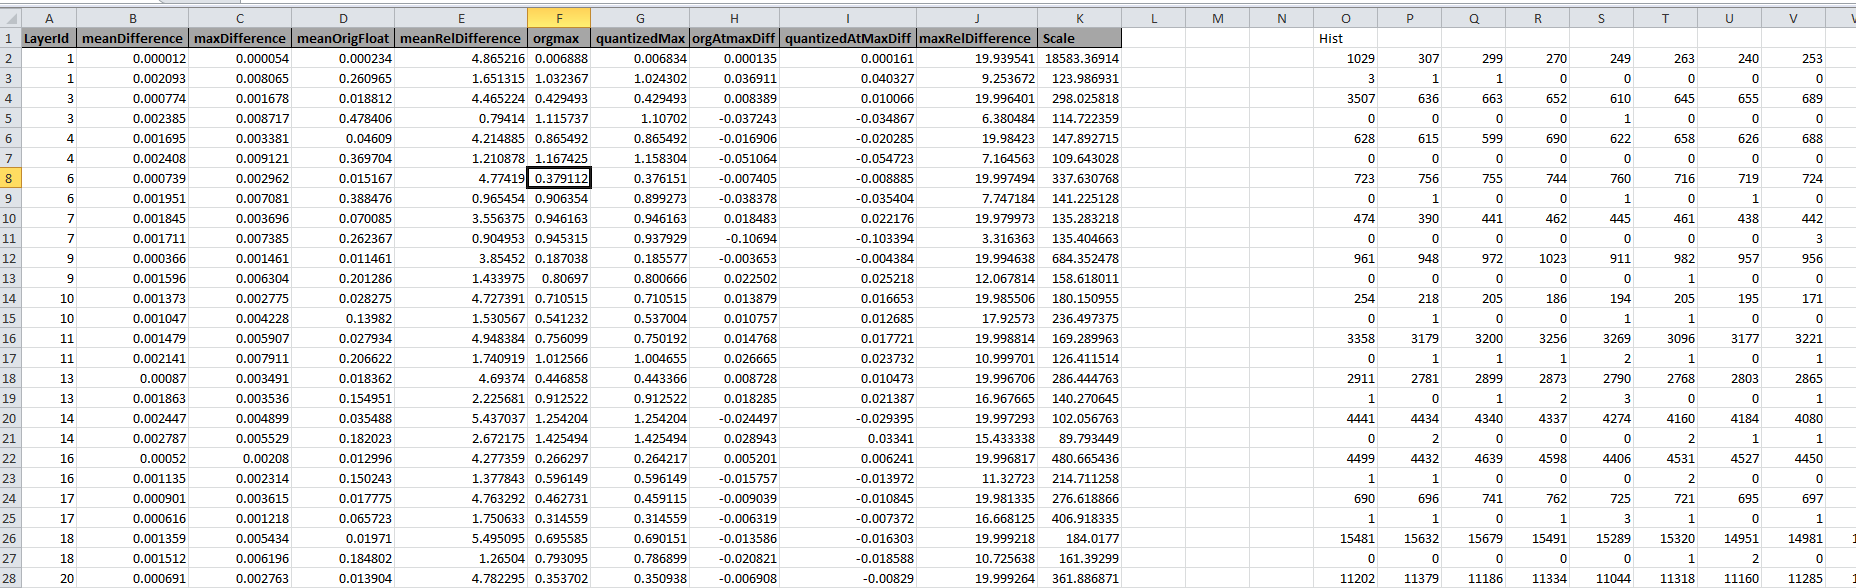 A B C D E F G H I J K L M N O P Q R S T U V
1 LayerId meanDifference maxDifference meanOrigFloat meanRelDifference orgmax quantizedMax orgAtmaxDiff quantizedAtMaxDiff maxRelDifference Scale Hist
2 1 0.000012 0.000054 0.000234 4.865216 0.006888 0.006834 0.000135 0.000161 19.939541 18583.36914 1029 307 299 270 249 263 240 253
3 1 0.002093 0.008065 0.260965 1.651315 1.032367 1.024302 0.036911 0.040327 9.253672 123.986931 3 1 1 0 0 0 0 0
4 3 0.000774 0.001678 0.018812 4.465224 0.429493 0.429493 0.008389 0.010066 19.996401 298.025818 3507 636 663 652 610 645 655 689
5 3 0.002385 0.008717 0.478406 0.79414 1.115737 1.10702 -0.037243 -0.034867 6.380484 114.722359 0 0 0 0 1 0 0 0
6 4 0.001695 0.003381 0.04609 4.214885 0.865492 0.865492 -0.016906 -0.020285 19.98423 147.892715 628 615 599 690 622 658 626 688
7 4 0.002408 0.009121 0.369704 1.210878 1.167425 1.158304 -0.051064 -0.054723 7.164563 109.643028 0 0 0 0 0 0 0 0
8 6 0.000739 0.002962 0.015167 4.77419 0.379112 0.376151 -0.007405 -0.008885 19.997494 337.630768 723 756 755 744 760 716 719 724
9 6 0.001951 0.007081 0.388476 0.965454 0.906354 0.899273 -0.038378 -0.035404 7.747184 141.225128 0 1 0 0 1 0 1 0
10 7 0.001845 0.003696 0.070085 3.556375 0.946163 0.946163 0.018483 0.022176 19.979973 135.283218 474 390 441 462 445 461 438 442
11 7 0.001711 0.007385 0.262367 0.904953 0.945315 0.937929 -0.10694 -0.103394 3.316363 135.404663 0 0 0 0 0 0 0 3
12 9 0.000366 0.001461 0.011461 3.85452 0.187038 0.185577 -0.003653 -0.004384 19.994638 684.352478 961 948 972 1023 911 982 957 956
13 9 0.001596 0.006304 0.201286 1.433975 0.80697 0.800666 0.022502 0.025218 12.067814 158.618011 0 0 0 0 0 1 0 0
14 10 0.001373 0.002775 0.028275 4.727391 0.710515 0.710515 0.013879 0.016653 19.985506 180.150955 254 218 205 186 194 205 195 171
15 10 0.001047 0.004228 0.13982 1.530567 0.541232 0.537004 0.010757 0.012685 17.92573 236.497375 0 1 0 0 1 1 0 0
16 11 0.001479 0.005907 0.027934 4.948384 0.756099 0.750192 0.014768 0.017721 19.998814 169.289963 3358 3179 3200 3256 3269 3096 3177 3221
17 11 0.002141 0.007911 0.206622 1.740919 1.012566 1.004655 0.026665 0.023732 10.999701 126.411514 0 1 1 1 2 1 0 1
18 13 0.00087 0.003491 0.018362 4.69374 0.446858 0.443366 0.008728 0.010473 19.996706 286.444763 2911 2781 2899 2873 2790 2768 2803 2865
19 13 0.001863 0.003536 0.154951 2.225681 0.912522 0.912522 0.018285 0.021387 16.967665 140.270645 1 0 1 2 3 0 0 1
20 14 0.002447 0.004899 0.035488 5.437037 1.254204 1.254204 -0.024497 -0.029395 19.997293 102.056763 4441 4434 4340 4337 4274 4160 4184 4080
21 14 0.002787 0.005529 0.182023 2.672175 1.425494 1.425494 0.028943 0.03341 15.433338 89.793449 0 2 0 0 0 2 1 1
22 16 0.00052 0.00208 0.012996 4.277359 0.266297 0.264217 0.005201 0.006241 19.996817 480.665436 4499 4432 4639 4598 4406 4531 4527 4450
23 16 0.001135 0.002314 0.150243 1.377843 0.596149 0.596149 -0.015757 -0.013972 11.32723 214.711258 1 1 0 0 0 2 0 0
24 17 0.000901 0.003615 0.017775 4.763292 0.462731 0.459115 -0.009039 -0.010845 19.981335 276.618866 690 696 741 762 725 721 695 697
25 17 0.000616 0.001218 0.065723 1.750633 0.314559 0.314559 -0.006319 -0.007372 16.668125 406.918335 1 1 0 1 3 1 0 1
26 18 0.001359 0.005434 0.01971 5.495095 0.695585 0.690151 -0.013586 -0.016303 19.999218 184.0177 15481 15632 15679 15491 15289 15320 14951 14981
27 18 0.001512 0.006196 0.184802 1.26504 0.793095 0.786899 -0.020821 -0.018588 10.725638 161.39299 0 0 0 0 0 1 2 0
28 20 0.000691 0.002763 0.013904 4.782295 0.353702 0.350938 -0.006908 -0.00829 19.999264 361.886871 11202 11379 11186 11334 11044 11318 11160 11285